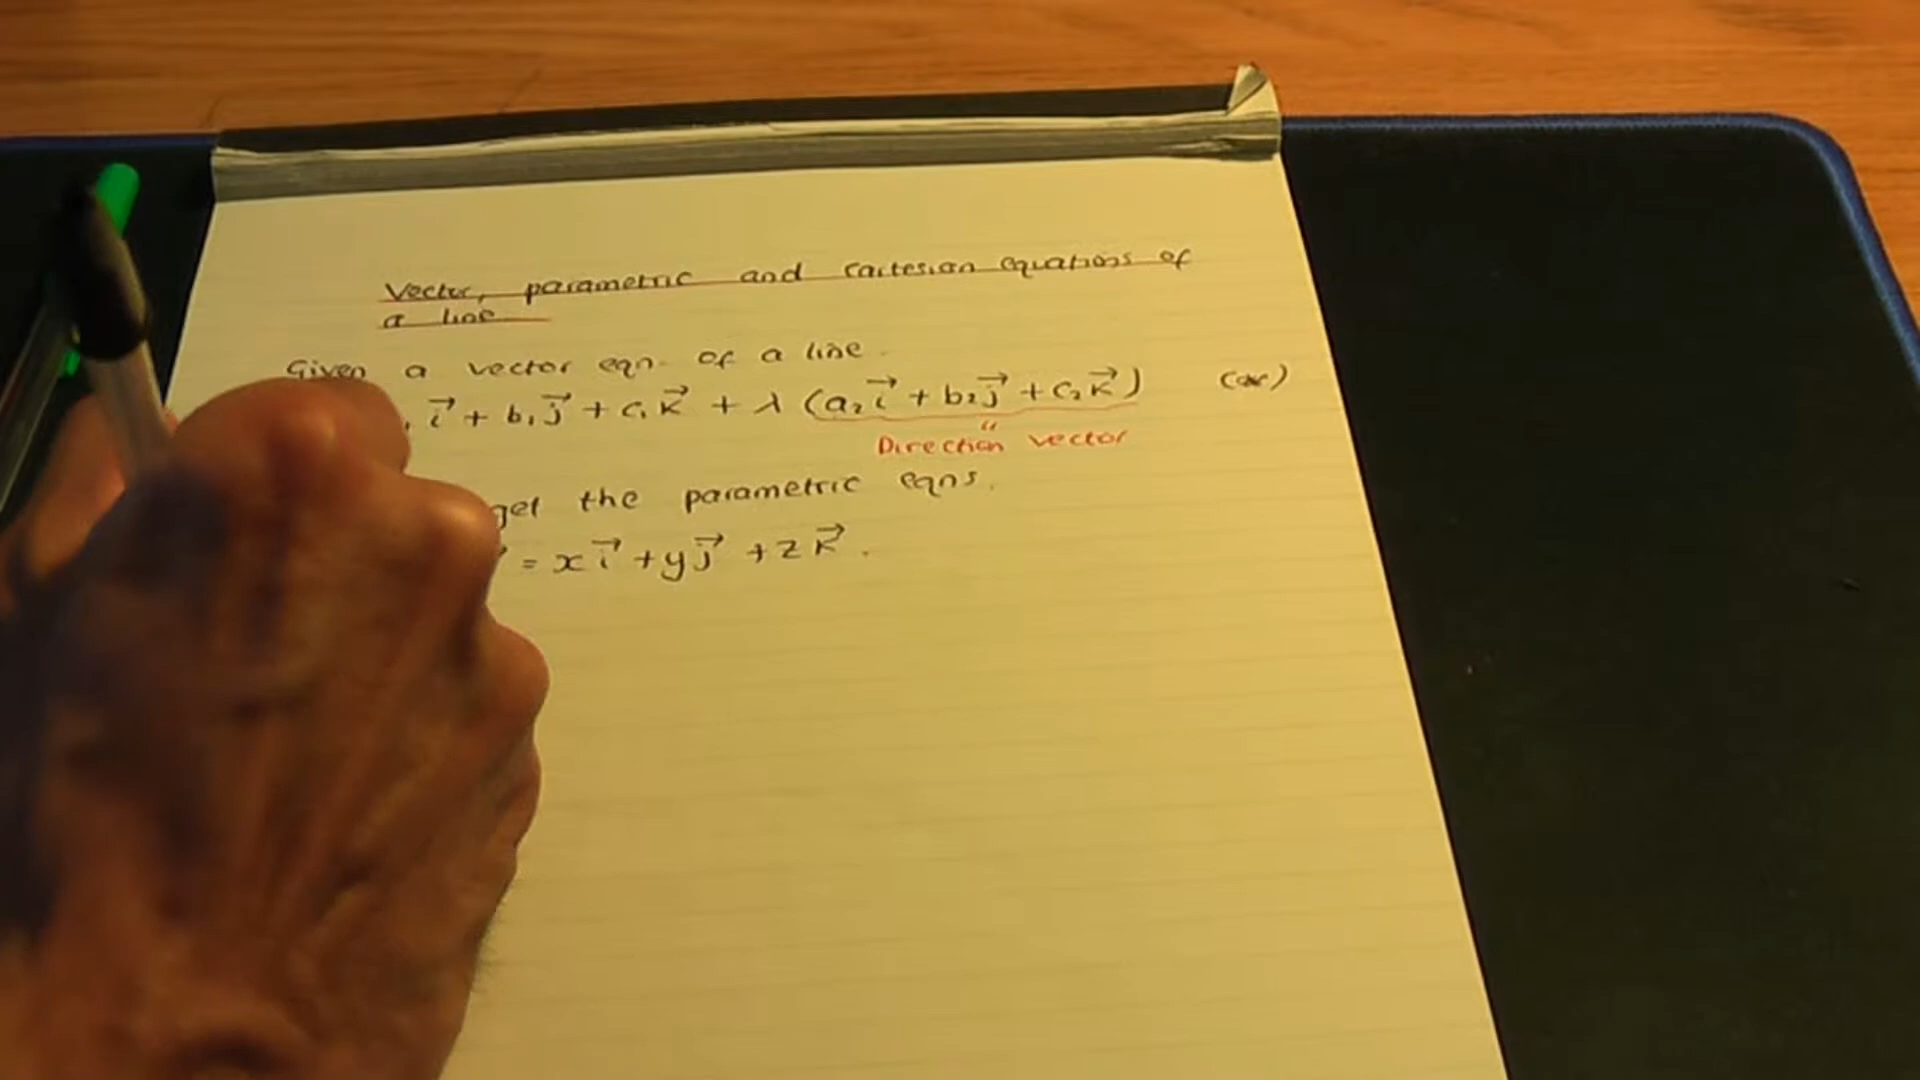 Vector, parametric and cartesian equations of
a line
Given a vector eqn. of a line.
i⃗ + b₁j⃗ + c₁k⃗ + λ (a₂i⃗ + b₂j⃗ + c₂k⃗)
Direction vector
get the parametric eqns.
= xi⃗ + yj⃗ + zk⃗.